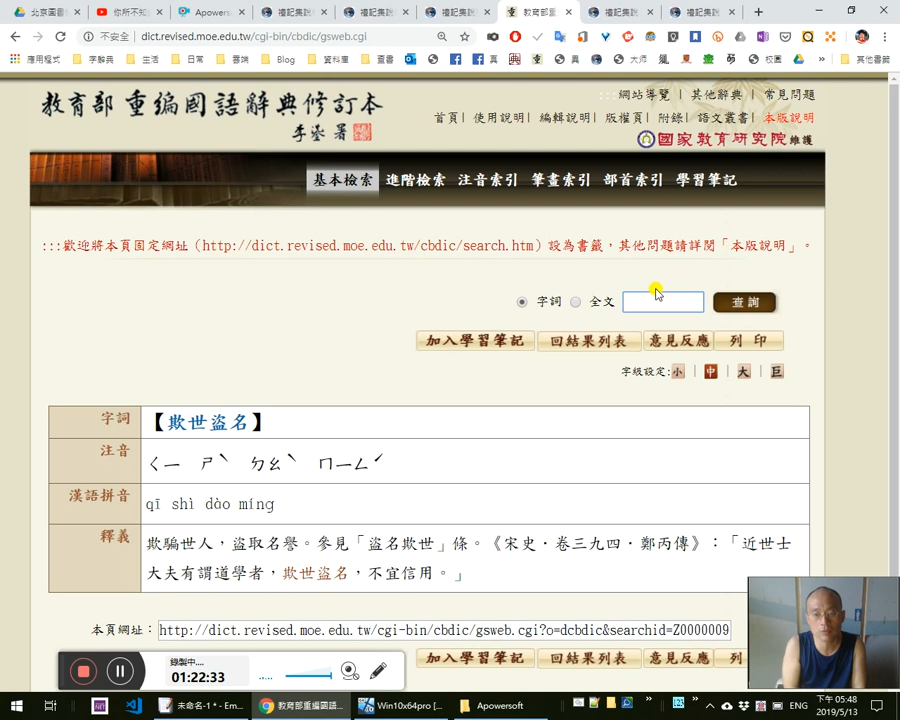 北京圖書
你所不知
Apowers
禮記集說
禮記集說
禮記集說
教育部重
禮記集說
禮記集說
不安全 | dict.revised.moe.edu.tw/cgi-bin/cbdic/gsweb.cgi
應用程式 字辭典 生活 日常 雲端 Blog 資料庫 查書 真 大师 校園 其他書籤
教育部 重編國語辭典修訂本
李鍌 署
網站導覽 | 其他辭典 | 常見問題
首頁| 使用說明| 編輯說明| 版權頁| 附錄| 語文叢書| 本版說明
國家教育研究院 維護
基本檢索 進階檢索 注音索引 筆畫索引 部首索引 學習筆記
:::歡迎將本頁固定網址（http://dict.revised.moe.edu.tw/cbdic/search.htm）設為書籤，其他問題請詳閱「本版說明」。
字詞 全文 查詢
加入學習筆記 回結果列表 意見反應 列 印
字級設定:小 | 中 | 大 | 巨
字詞 【欺世盜名】
注音 ㄑㄧ ㄕˋ ㄉㄠˋ ㄇㄧㄥˊ
漢語拼音 qī shì dào míng
釋義 欺騙世人，盜取名譽。參見「盜名欺世」條。《宋史．卷三九四．鄭丙傳》：「近世士
大夫有謂道學者，欺世盜名，不宜信用。」
本頁網址：http://dict.revised.moe.edu.tw/cgi-bin/cbdic/gsweb.cgi?o=dcbdic&searchid=Z0000009
加入學習筆記 回結果列表 意見反應 列
錄製中....
01:22:33
未命名-1 * - Em...
教育部重編國語...
Win10x64pro [...
Apowersoft
ENG
下午 05:48
2019/5/13